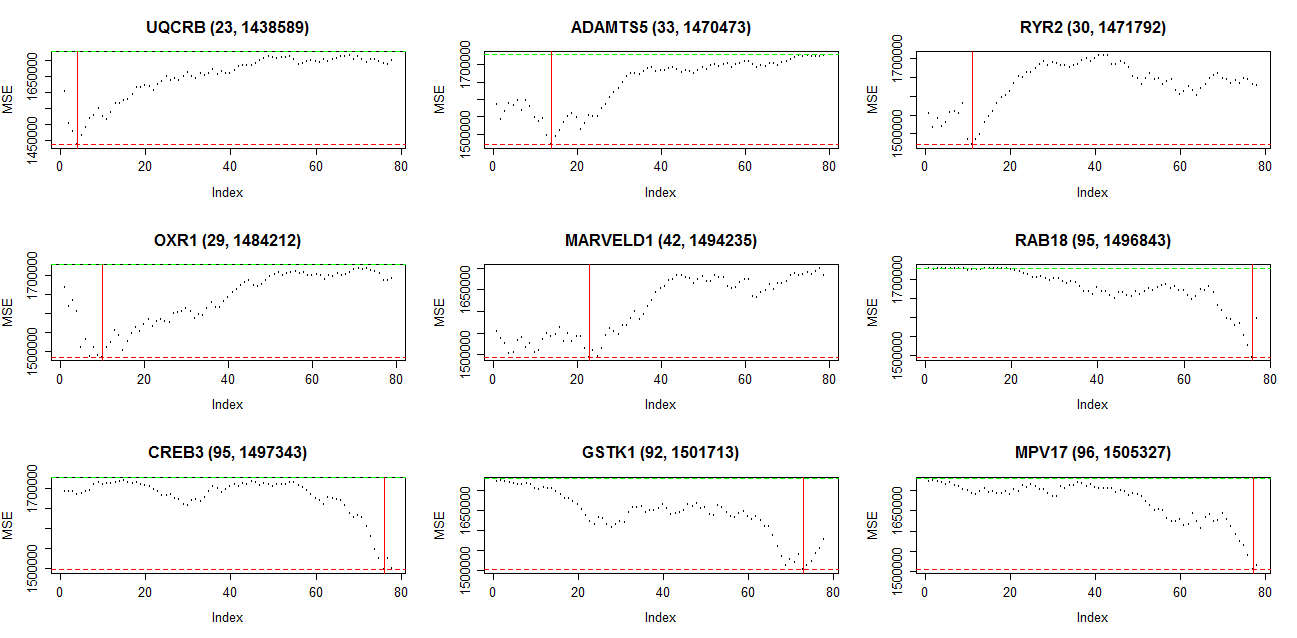 UQCRB (23, 1438589)
ADAMTS5 (33, 1470473)
RYR2 (30, 1471792)
MSE
1450000 1650000
0 20 40 60 80
Index
MSE
1500000 1700000
0 20 40 60 80
Index
MSE
1500000 1700000
0 20 40 60 80
Index
OXR1 (29, 1484212)
MARVELD1 (42, 1494235)
RAB18 (95, 1496843)
MSE
1500000 1700000
0 20 40 60 80
Index
MSE
1500000 1650000
0 20 40 60 80
Index
MSE
1500000 1700000
0 20 40 60 80
Index
CREB3 (95, 1497343)
GSTK1 (92, 1501713)
MPV17 (96, 1505327)
MSE
1500000 1700000
0 20 40 60 80
Index
MSE
1500000 1650000
0 20 40 60 80
Index
MSE
1500000 1650000
0 20 40 60 80
Index